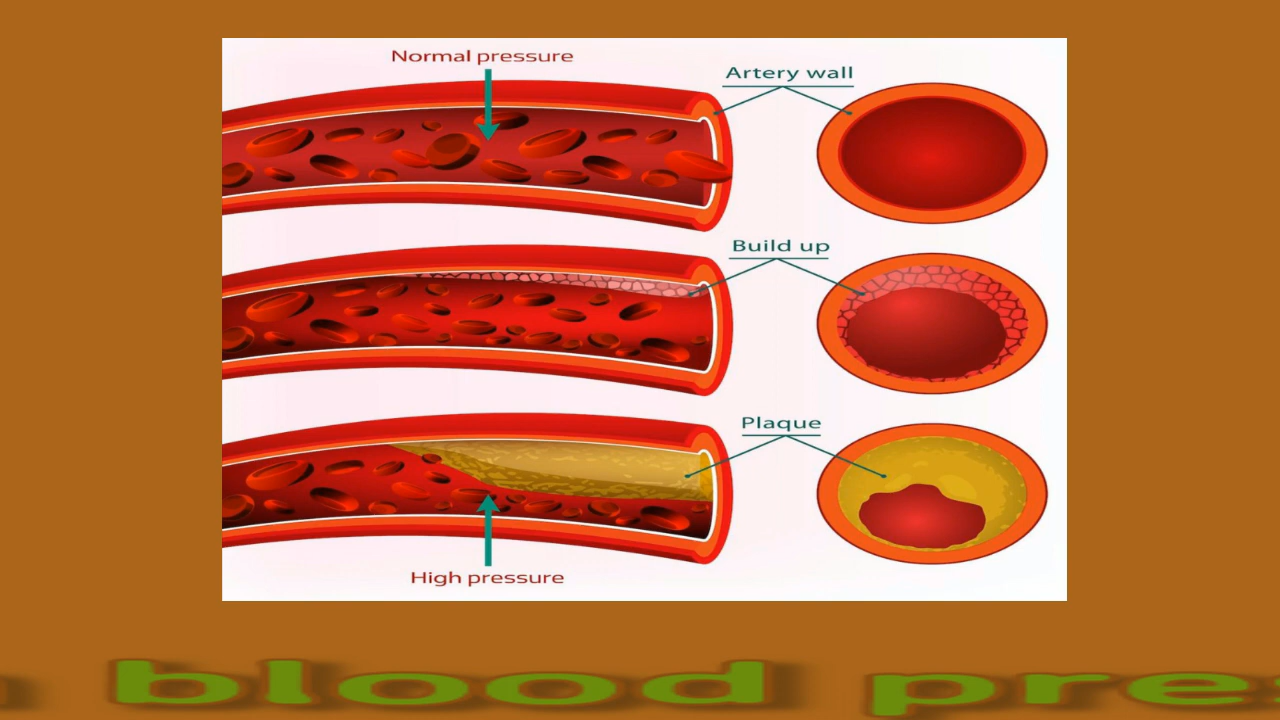 Normal pressure
Artery wall
Build up
Plaque
High pressure
blood